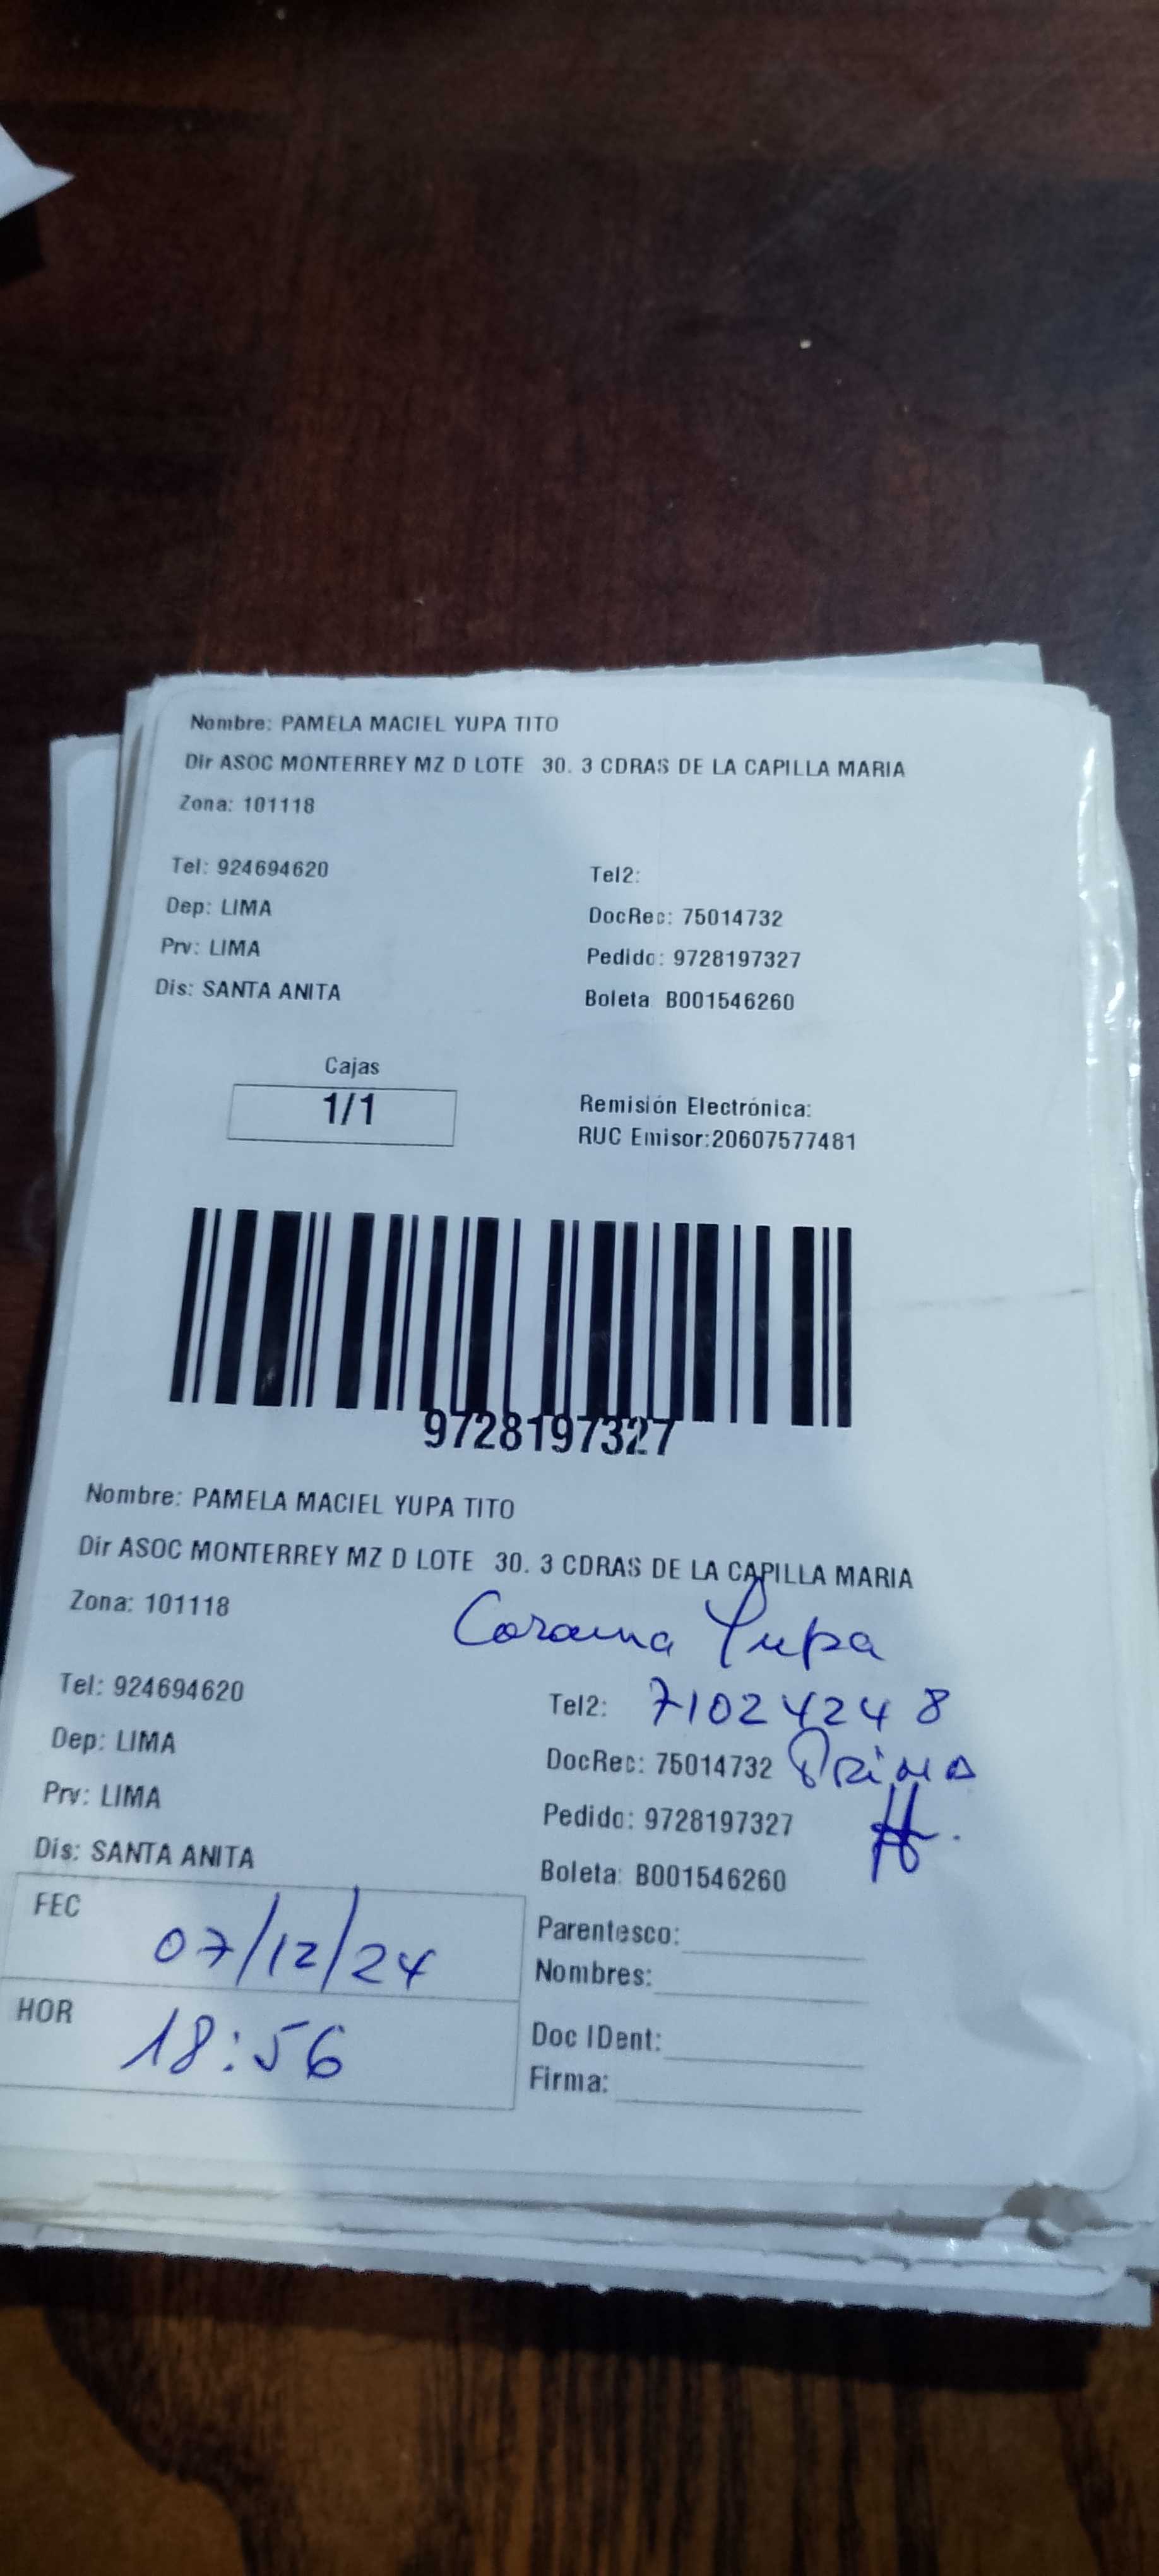 Nombre: PAMELA MACIEL YUPA TITO
Dir ASOC MONTERREY MZ D LOTE 30. 3 CDRAS DE LA CAPILLA MARIA
Zona: 101118
Tel: 924694620
Tel2:
Dep: LIMA
DocRec: 75014732
Prv: LIMA
Pedido: 9728197327
Dis: SANTA ANITA
Boleta: B001546260
Cajas
1/1
Remisión Electrónica:
RUC Emisor:20607577481
9728197327
Nombre: PAMELA MACIEL YUPA TITO
Dir ASOC MONTERREY MZ D LOTE 30. 3 CDRAS DE LA CAPILLA MARIA
Zona: 101118
Yupa
Tel: 924694620
Tel2: 71024248
Dep: LIMA
DocRec: 75014732 PRiMA
Prv: LIMA
Pedido: 9728197327
Dis: SANTA ANITA
Boleta: B001546260
FEC 07/12/24
Parentesco:
Nombres:
HOR 18:56
Doc IDent:
Firma: